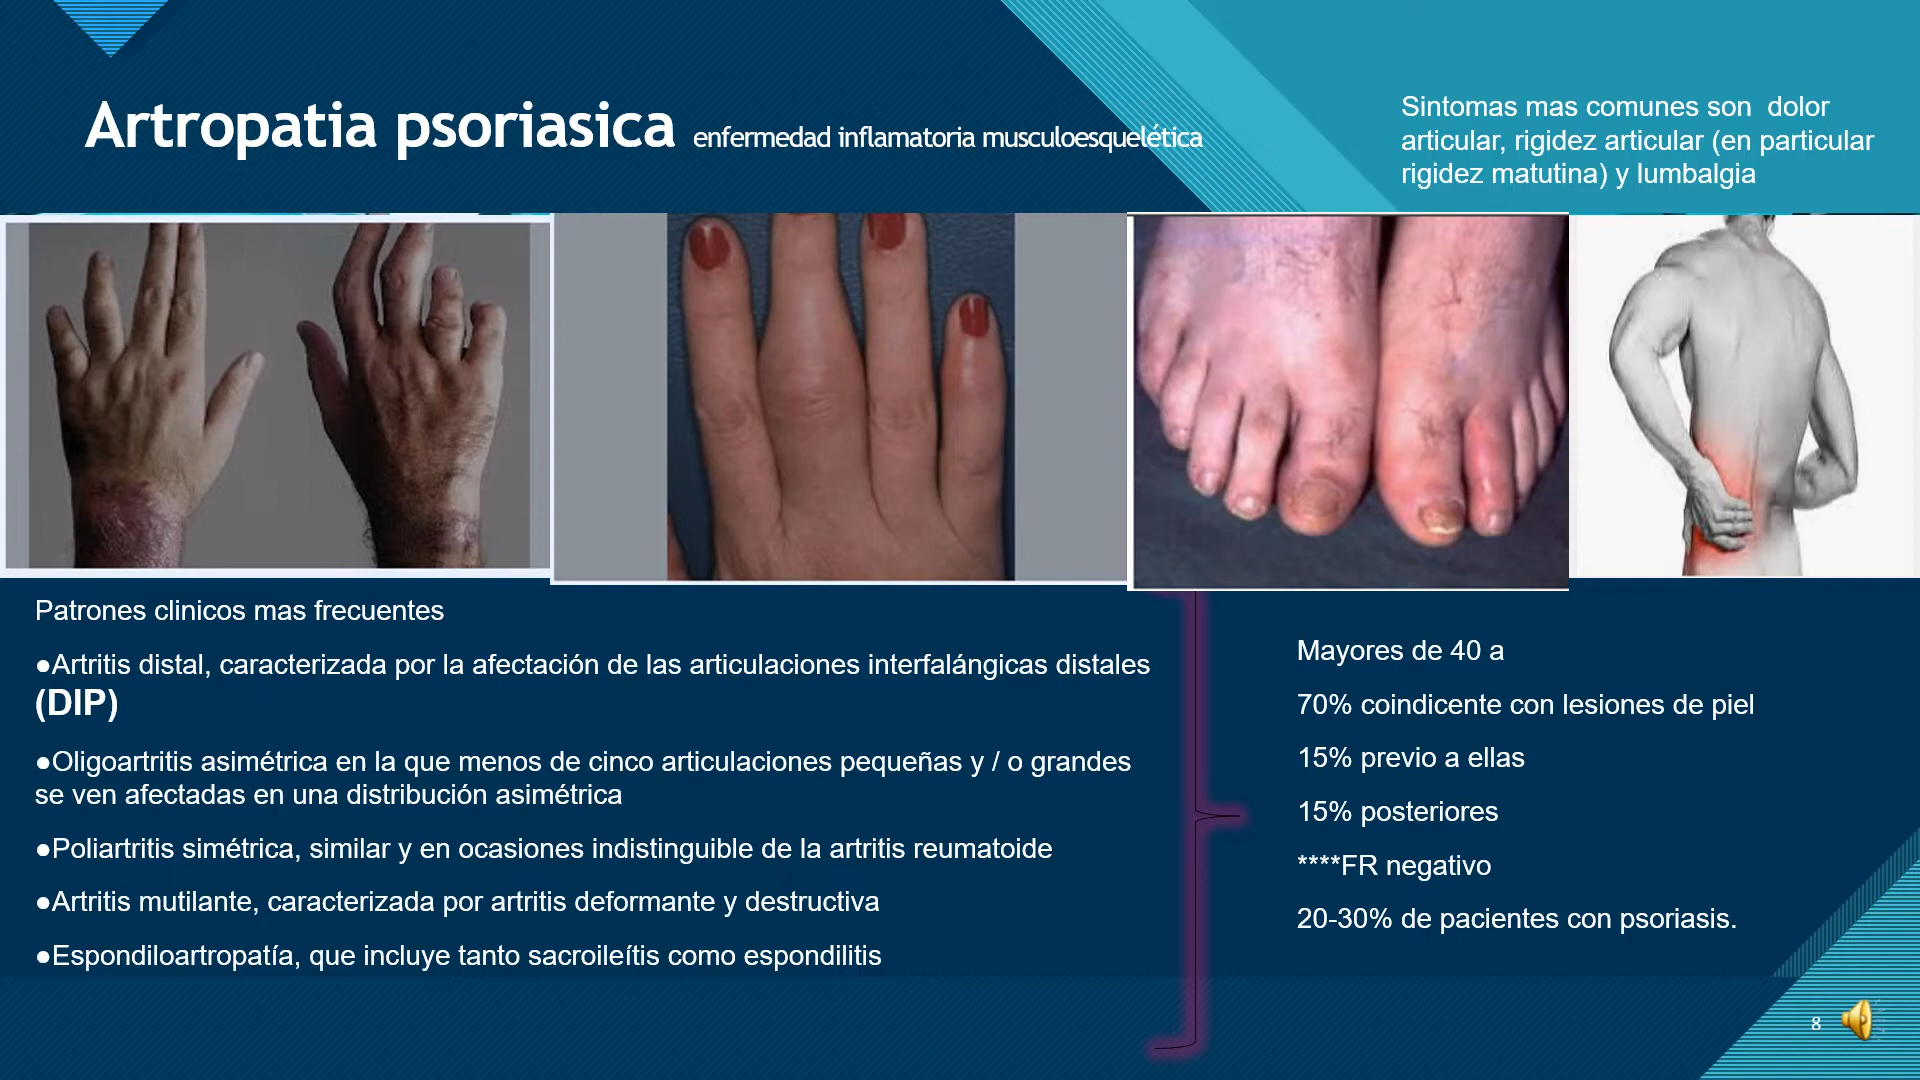 Artropatia psoriasica enfermedad inflamatoria musculoesquelética
Sintomas mas comunes son  dolor
articular, rigidez articular (en particular
rigidez matutina) y lumbalgia
Patrones clinicos mas frecuentes
●Artritis distal, caracterizada por la afectación de las articulaciones interfalángicas distales
(DIP)
●Oligoartritis asimétrica en la que menos de cinco articulaciones pequeñas y / o grandes
se ven afectadas en una distribución asimétrica
●Poliartritis simétrica, similar y en ocasiones indistinguible de la artritis reumatoide
●Artritis mutilante, caracterizada por artritis deformante y destructiva
●Espondiloartropatía, que incluye tanto sacroileítis como espondilitis
Mayores de 40 a
70% coindicente con lesiones de piel
15% previo a ellas
15% posteriores
****FR negativo
20-30% de pacientes con psoriasis.
8